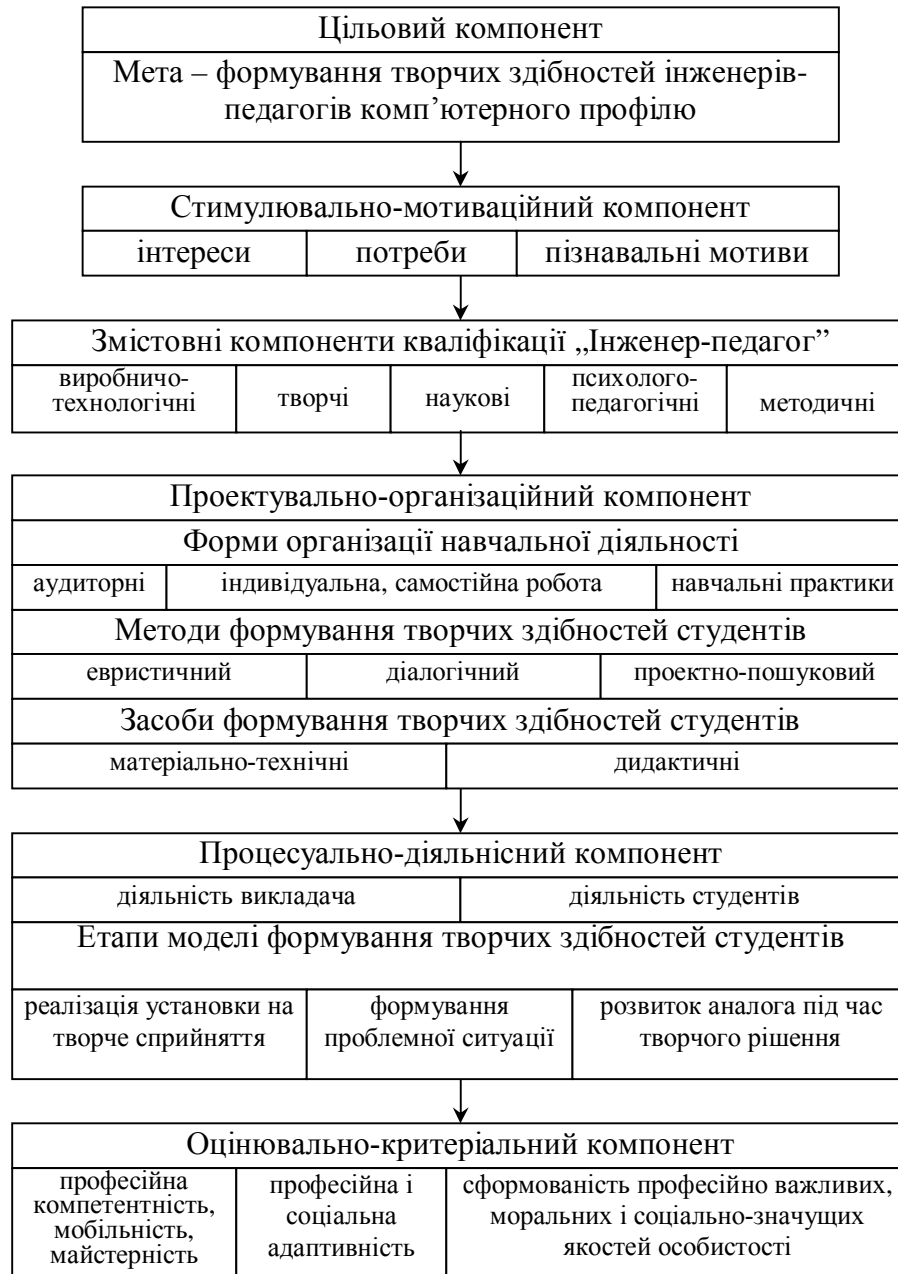 Цільовий компонент
Мета – формування творчих здібностей інженерів-
педагогів комп’ютерного профілю
Стимулювально-мотиваційний компонент
інтереси
потреби
пізнавальні мотиви
Змістовні компоненти кваліфікації „Інженер-педагог”
виробничо-
технологічні
творчі
наукові
психолого-
педагогічні
методичні
Проектувально-організаційний компонент
Форми організації навчальної діяльності
аудиторні
індивідуальна, самостійна робота
навчальні практики
Методи формування творчих здібностей студентів
евристичний
діалогічний
проектно-пошуковий
Засоби формування творчих здібностей студентів
матеріально-технічні
дидактичні
Процесуально-діяльнісний компонент
діяльність викладача
діяльність студентів
Етапи моделі формування творчих здібностей студентів
реалізація установки на
творче сприйняття
формування
проблемної ситуації
розвиток аналога під час
творчого рішення
Оцінювально-критеріальний компонент
професійна
компетентність,
мобільність,
майстерність
професійна і
соціальна
адаптивність
сформованість професійно важливих,
моральних і соціально-значущих
якостей особистості